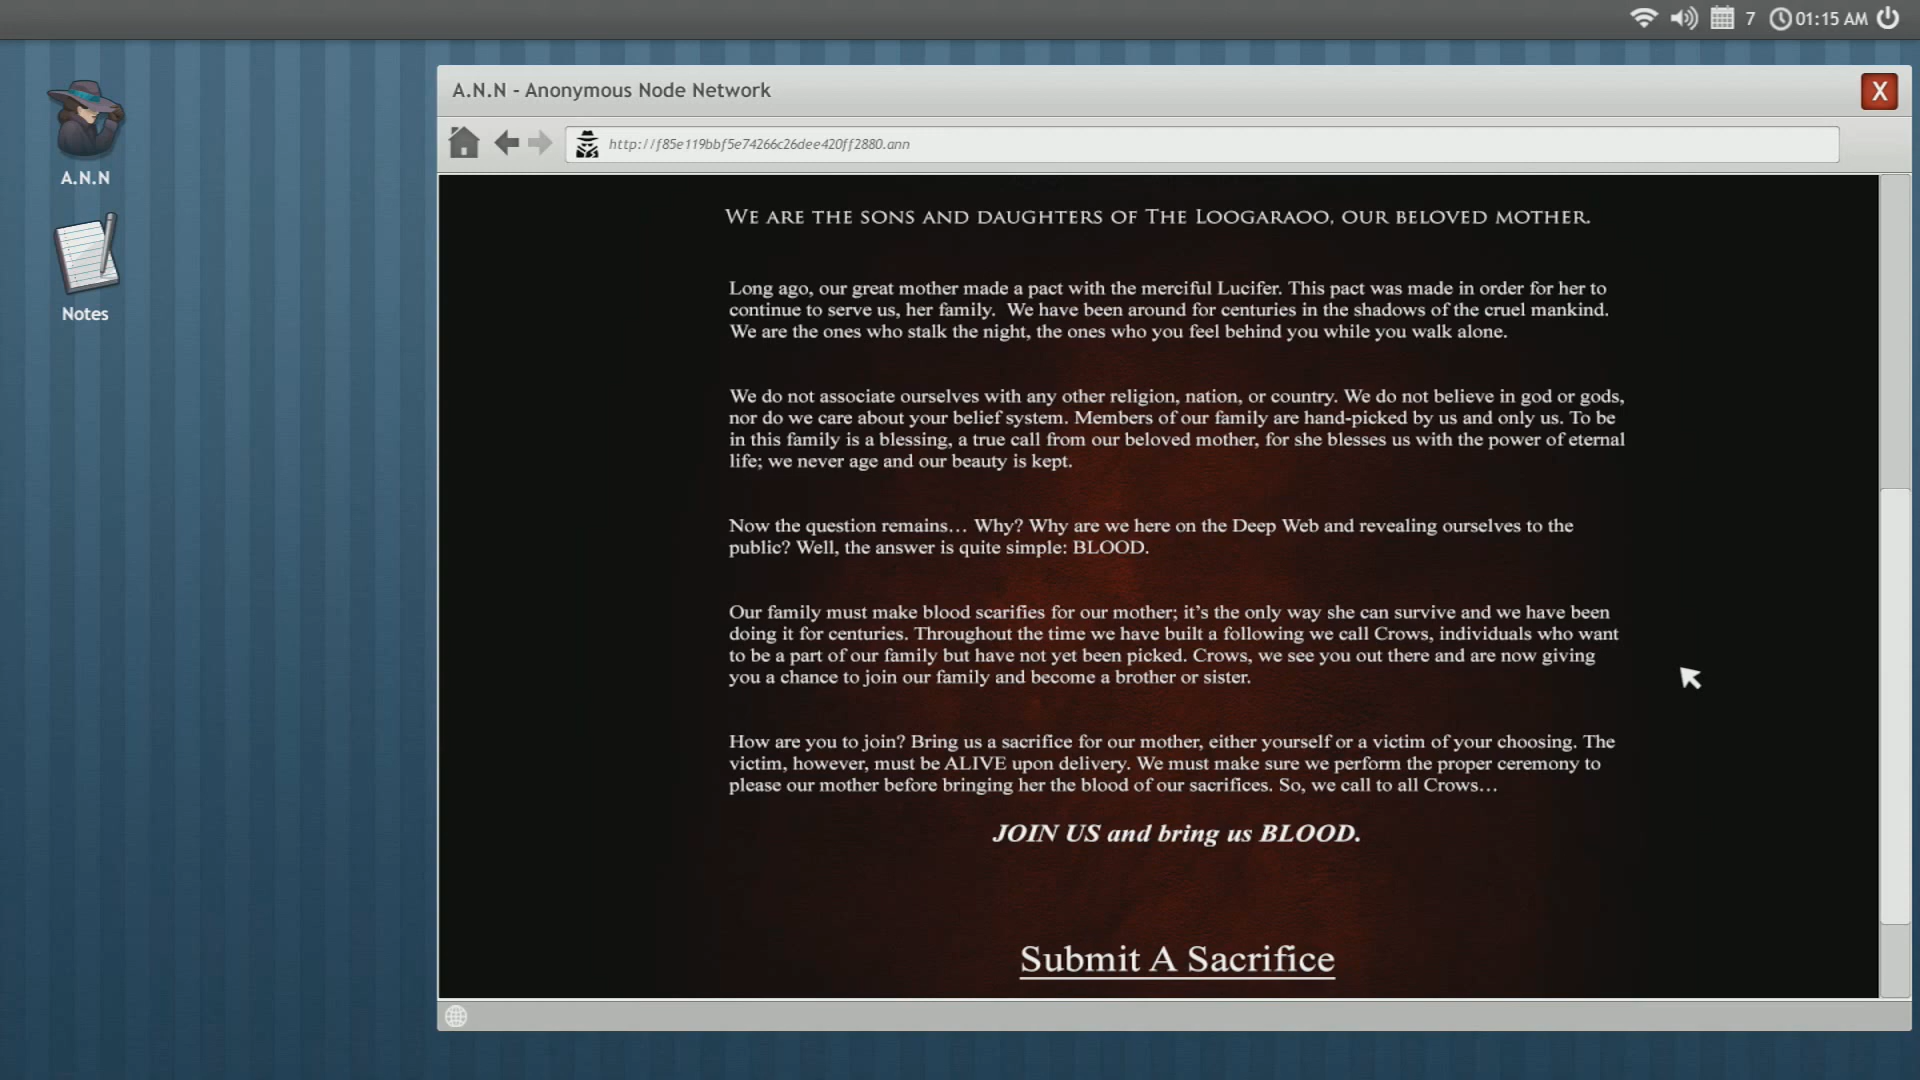 7 01:15 AM
A.N.N - Anonymous Node Network
X
http://f85e119bbf5e74266c26dee420ff2880.ann
A.N.N
Notes
We are the sons and daughters of The Loogaraoo, our beloved mother.
Long ago, our great mother made a pact with the merciful Lucifer. This pact was made in order for her to
continue to serve us, her family.  We have been around for centuries in the shadows of the cruel mankind.
We are the ones who stalk the night, the ones who you feel behind you while you walk alone.
We do not associate ourselves with any other religion, nation, or country. We do not believe in god or gods,
nor do we care about your belief system. Members of our family are hand-picked by us and only us. To be
in this family is a blessing, a true call from our beloved mother, for she blesses us with the power of eternal
life; we never age and our beauty is kept.
Now the question remains… Why? Why are we here on the Deep Web and revealing ourselves to the
public? Well, the answer is quite simple: BLOOD.
Our family must make blood scarifies for our mother; it’s the only way she can survive and we have been
doing it for centuries. Throughout the time we have built a following we call Crows, individuals who want
to be a part of our family but have not yet been picked. Crows, we see you out there and are now giving
you a chance to join our family and become a brother or sister.
How are you to join? Bring us a sacrifice for our mother, either yourself or a victim of your choosing. The
victim, however, must be ALIVE upon delivery. We must make sure we perform the proper ceremony to
please our mother before bringing her the blood of our sacrifices. So, we call to all Crows…
JOIN US and bring us BLOOD.
Submit A Sacrifice